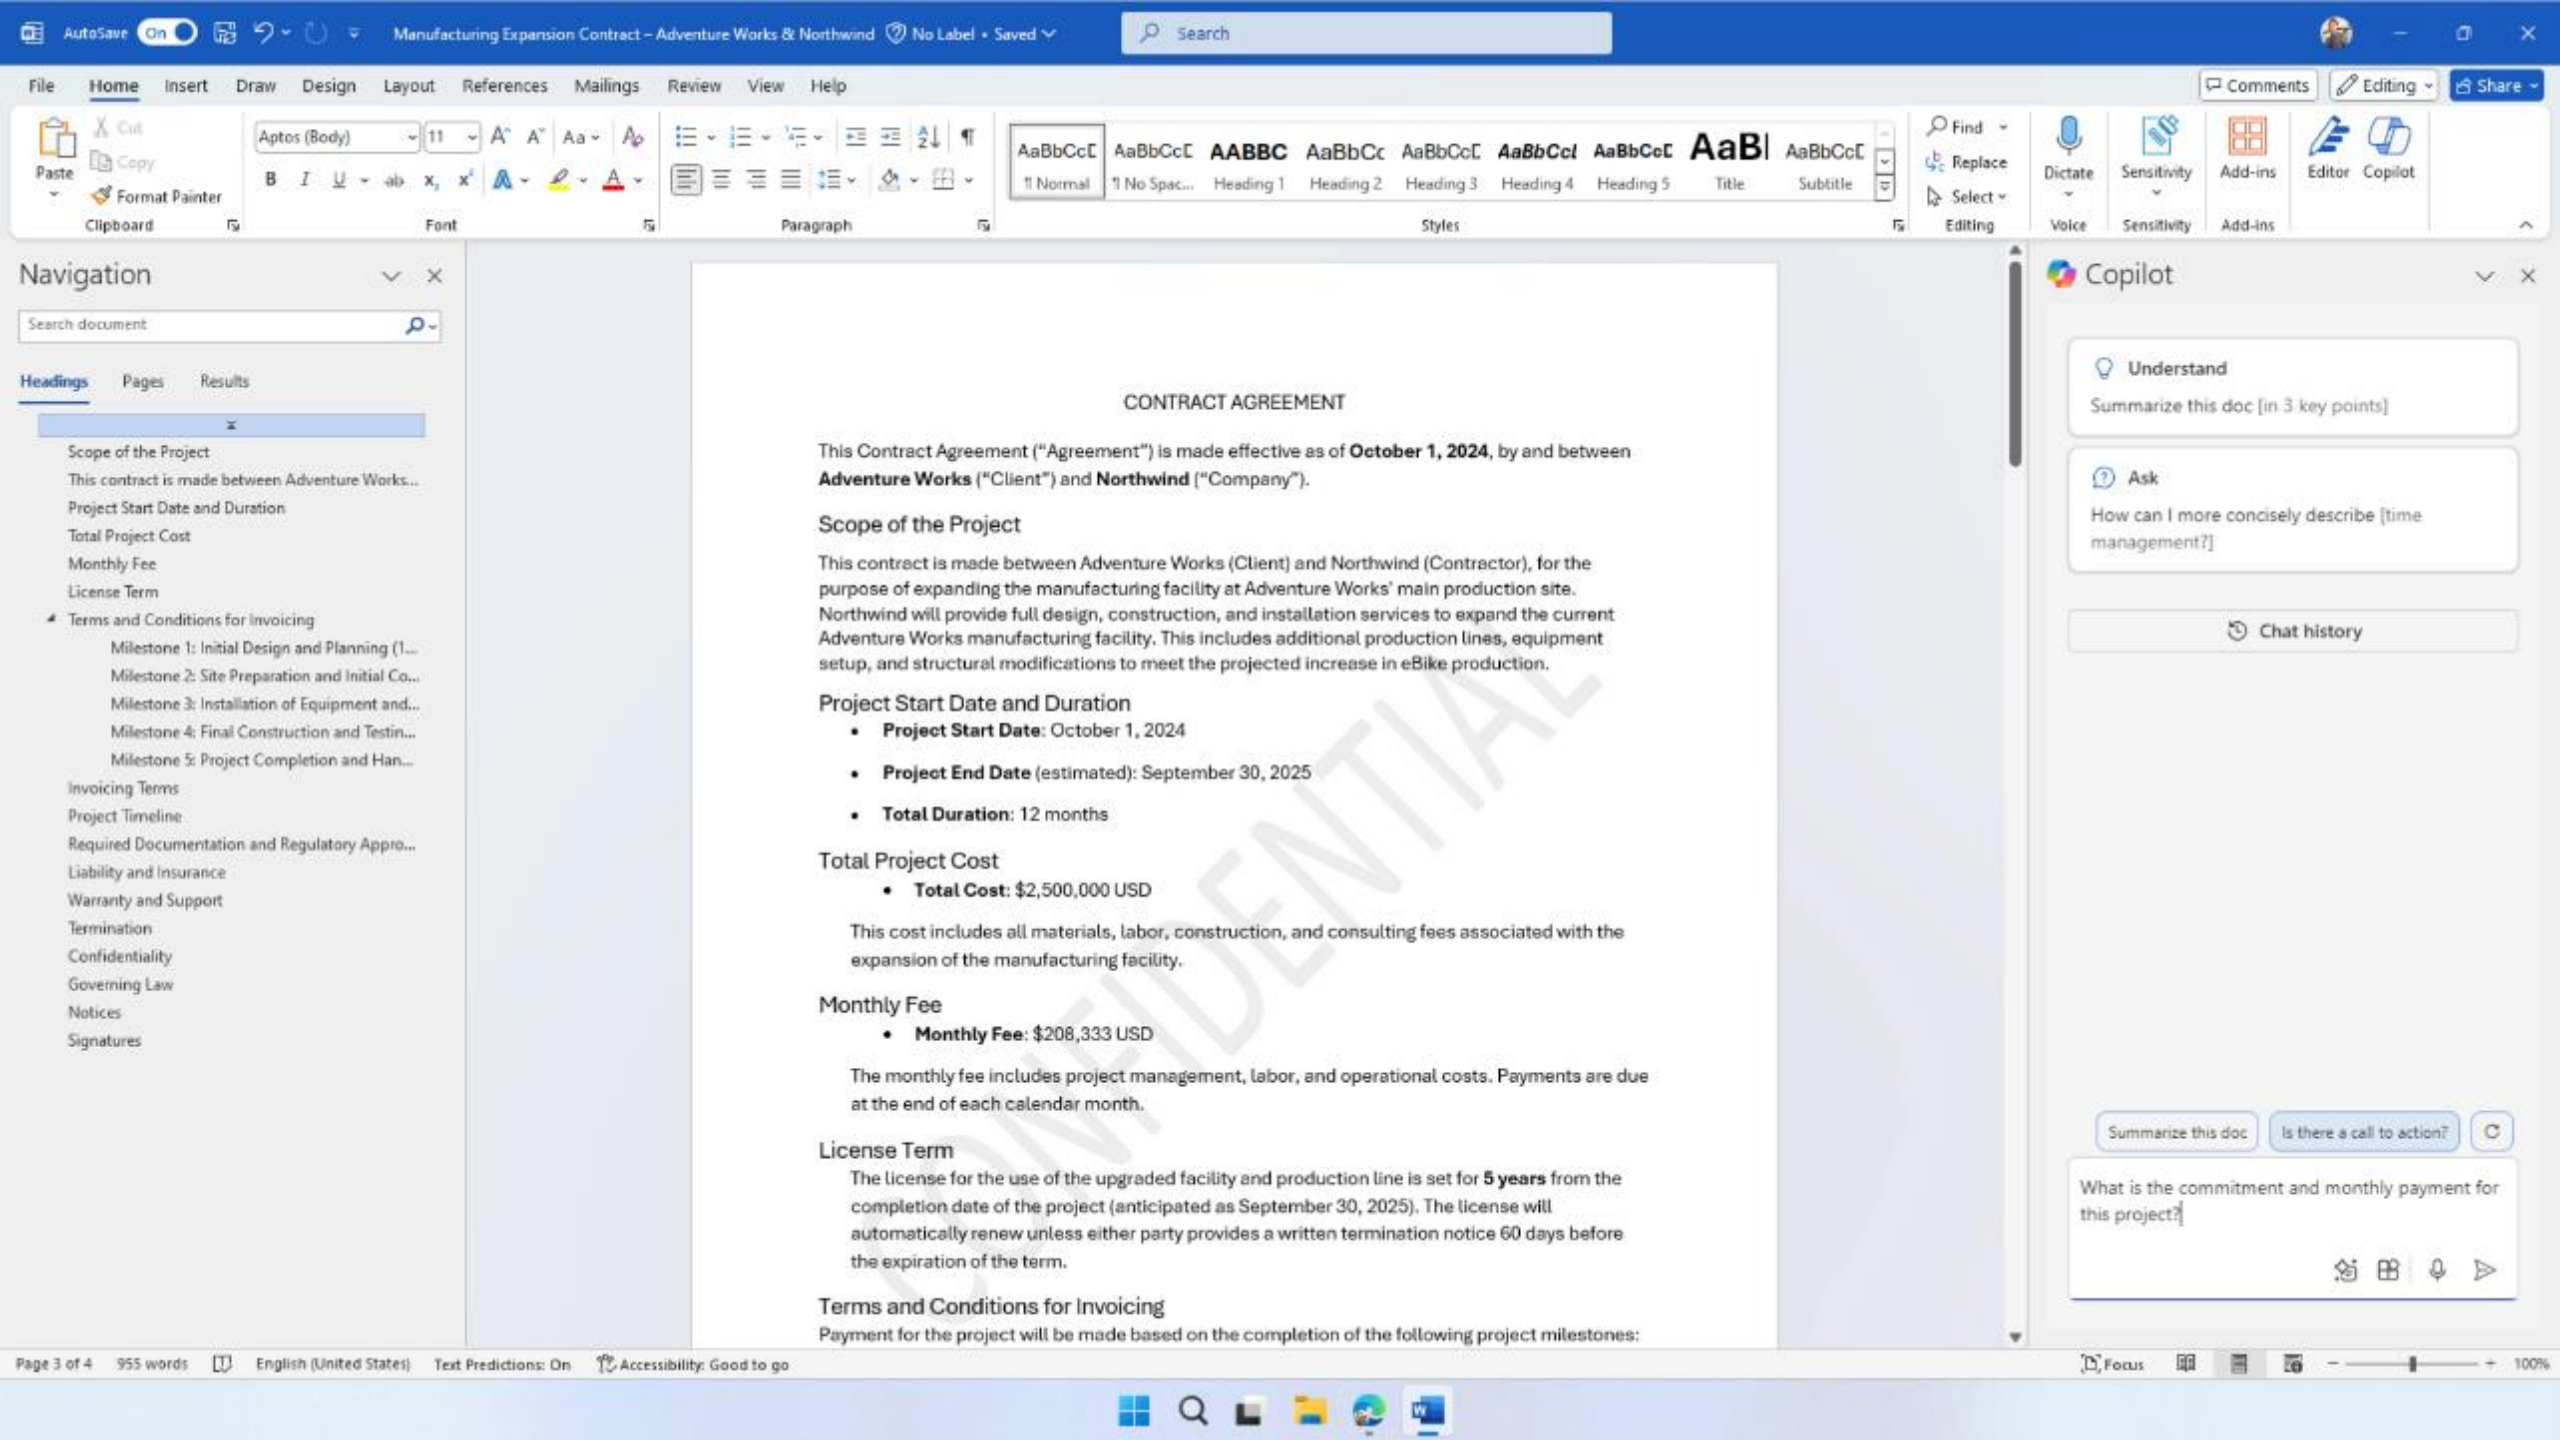 AutoSave On Manufacturing Expansion Contract – Adventure Works & Northwind No Label • Saved Search
File Home Insert Draw Design Layout References Mailings Review View Help Comments Editing Share
Paste Cut Copy Format Painter Clipboard
Aptos (Body) 11 Aa B I U ab x, x² A A Font
Paragraph
AaBbCcD AaBbCcD AABBC AaBbCc AaBbCcD AaBbCcI AaBbCcD AaB AaBbCcD
¶ Normal ¶ No Spac... Heading 1 Heading 2 Heading 3 Heading 4 Heading 5 Title Subtitle
Styles
Find Replace Select Editing
Dictate Voice Sensitivity Sensitivity Add-ins Add-ins Editor Copilot
Navigation
Search document
Headings Pages Results
Scope of the Project
This contract is made between Adventure Works...
Project Start Date and Duration
Total Project Cost
Monthly Fee
License Term
Terms and Conditions for Invoicing
Milestone 1: Initial Design and Planning (1...
Milestone 2: Site Preparation and Initial Co...
Milestone 3: Installation of Equipment and...
Milestone 4: Final Construction and Testin...
Milestone 5: Project Completion and Han...
Invoicing Terms
Project Timeline
Required Documentation and Regulatory Appro...
Liability and Insurance
Warranty and Support
Termination
Confidentiality
Governing Law
Notices
Signatures
CONTRACT AGREEMENT
This Contract Agreement (“Agreement”) is made effective as of October 1, 2024, by and between
Adventure Works (“Client”) and Northwind (“Company”).
Scope of the Project
This contract is made between Adventure Works (Client) and Northwind (Contractor), for the
purpose of expanding the manufacturing facility at Adventure Works' main production site.
Northwind will provide full design, construction, and installation services to expand the current
Adventure Works manufacturing facility. This includes additional production lines, equipment
setup, and structural modifications to meet the projected increase in eBike production.
Project Start Date and Duration
• Project Start Date: October 1, 2024
• Project End Date (estimated): September 30, 2025
• Total Duration: 12 months
Total Project Cost
• Total Cost: $2,500,000 USD
This cost includes all materials, labor, construction, and consulting fees associated with the
expansion of the manufacturing facility.
Monthly Fee
• Monthly Fee: $208,333 USD
The monthly fee includes project management, labor, and operational costs. Payments are due
at the end of each calendar month.
License Term
The license for the use of the upgraded facility and production line is set for 5 years from the
completion date of the project (anticipated as September 30, 2025). The license will
automatically renew unless either party provides a written termination notice 60 days before
the expiration of the term.
Terms and Conditions for Invoicing
Payment for the project will be made based on the completion of the following project milestones:
CONFIDENTIAL
Copilot
Understand
Summarize this doc [in 3 key points]
Ask
How can I more concisely describe [time
management?]
Chat history
Summarize this doc Is there a call to action?
What is the commitment and monthly payment for
this project?
Page 3 of 4 955 words English (United States) Text Predictions: On Accessibility: Good to go Focus 100%